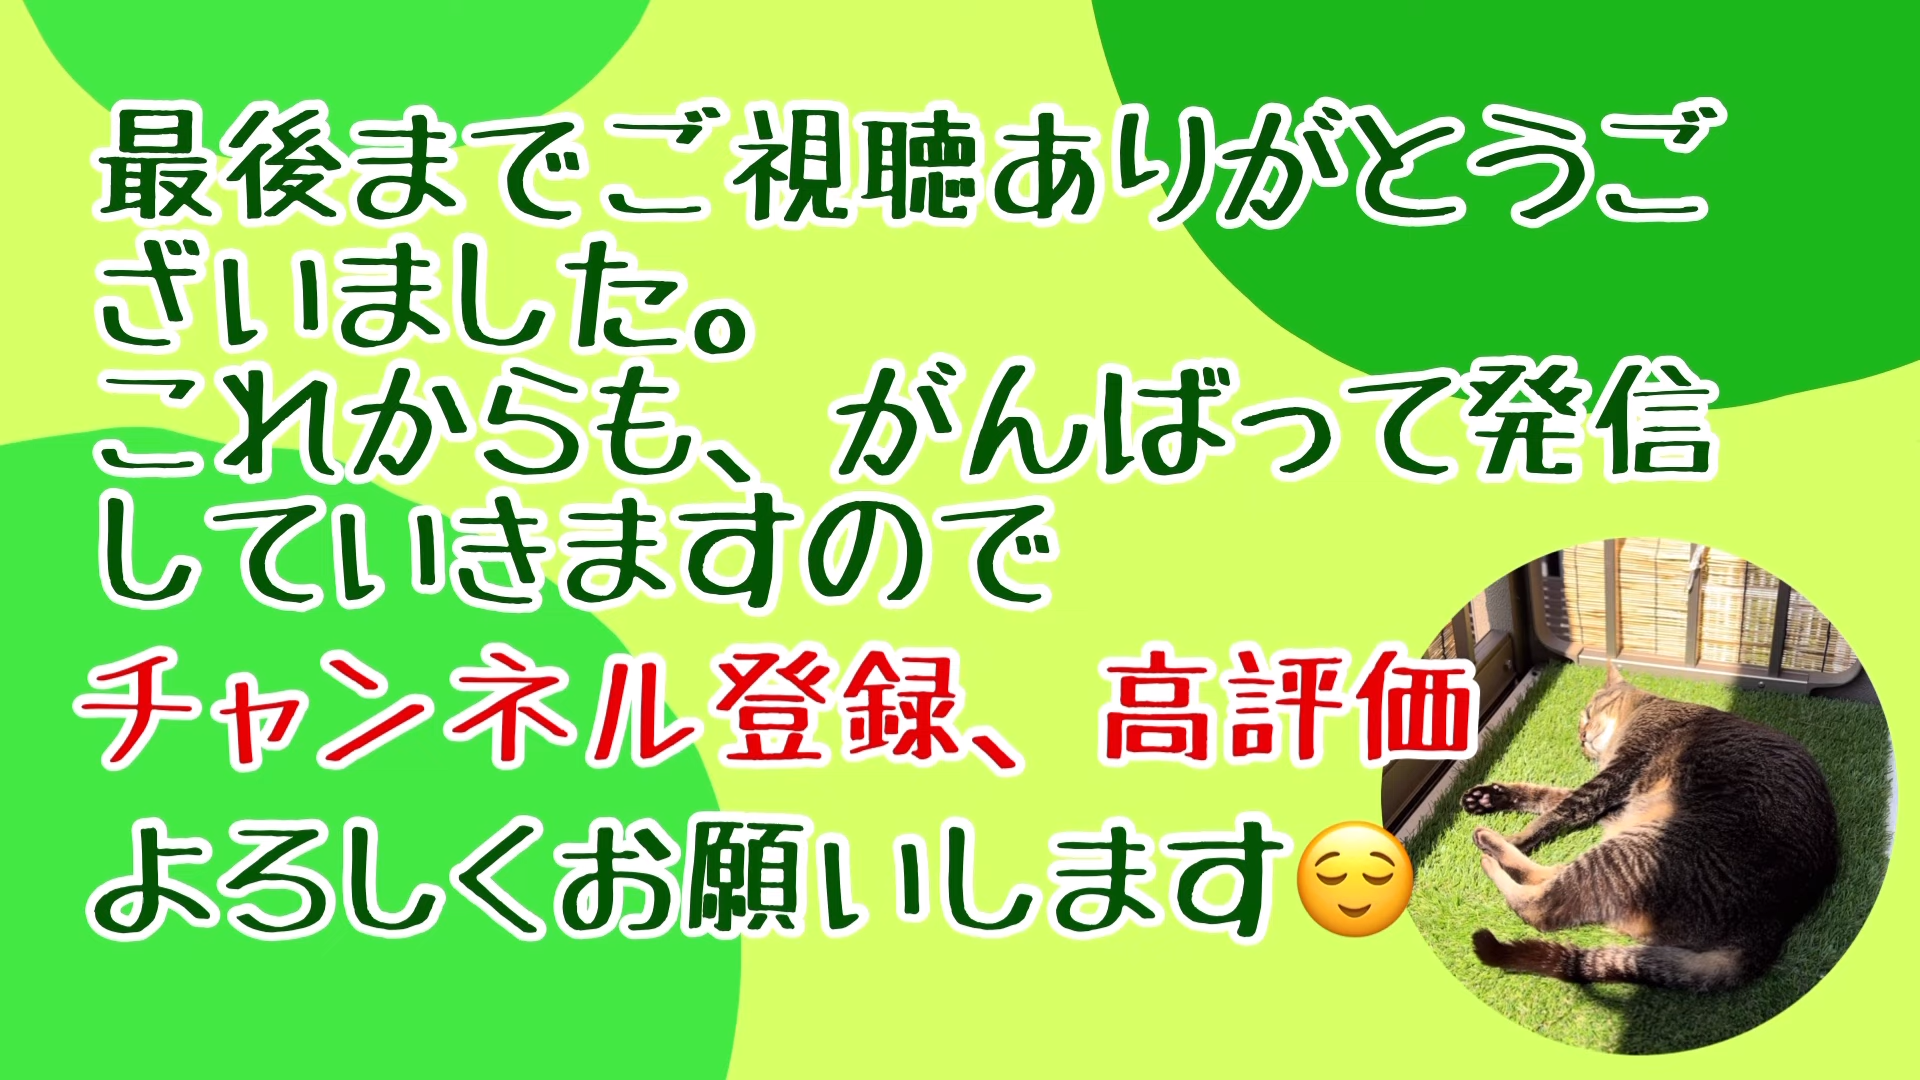 最後までご視聴ありがとうご
ざいました。
これからも、がんばって発信
していきますので
チャンネル登録、高評価
よろしくお願いします😌